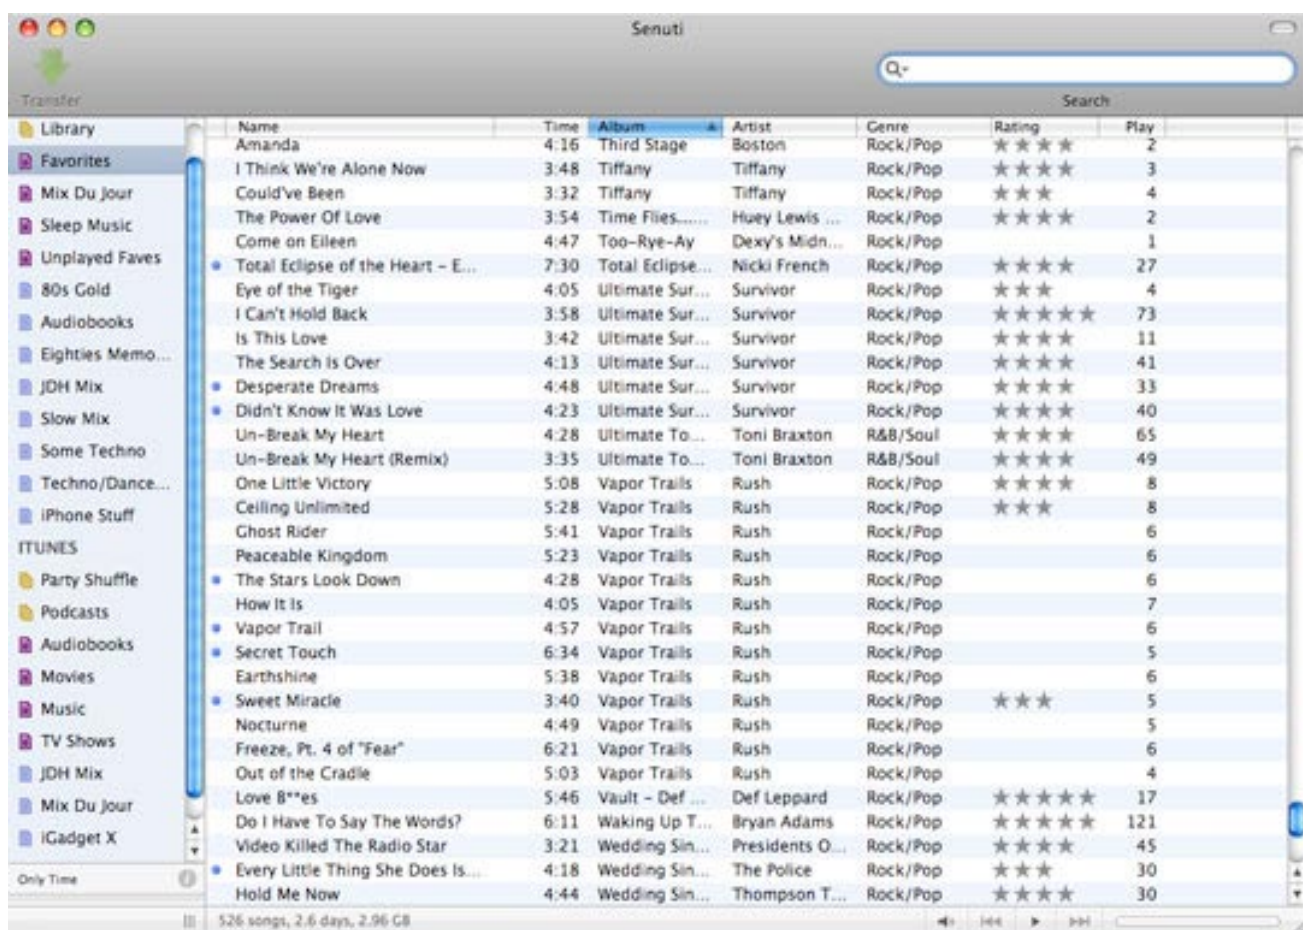 Senuti
Transfer
Search
Library
Favorites
Mix Du Jour
Sleep Music
Unplayed Faves
80s Gold
Audiobooks
Eighties Memo...
JDH Mix
Slow Mix
Some Techno
Techno/Dance...
iPhone Stuff
ITUNES
Party Shuffle
Podcasts
Audiobooks
Movies
Music
TV Shows
JDH Mix
Mix Du Jour
iGadget X
Only Time
Name Time Album Artist Genre Rating Play
Amanda 4:16 Third Stage Boston Rock/Pop ★★★★ 2
I Think We're Alone Now 3:48 Tiffany Tiffany Rock/Pop ★★★★ 3
Could've Been 3:32 Tiffany Tiffany Rock/Pop ★★★ 4
The Power Of Love 3:54 Time Flies...... Huey Lewis ... Rock/Pop ★★★★ 2
Come on Eileen 4:47 Too-Rye-Ay Dexy's Midn... Rock/Pop 1
Total Eclipse of the Heart - E... 7:30 Total Eclipse... Nicki French Rock/Pop ★★★★ 27
Eye of the Tiger 4:05 Ultimate Sur... Survivor Rock/Pop ★★★ 4
I Can't Hold Back 3:58 Ultimate Sur... Survivor Rock/Pop ★★★★★ 73
Is This Love 3:42 Ultimate Sur... Survivor Rock/Pop ★★★★ 11
The Search Is Over 4:13 Ultimate Sur... Survivor Rock/Pop ★★★★ 41
Desperate Dreams 4:48 Ultimate Sur... Survivor Rock/Pop ★★★★ 33
Didn't Know It Was Love 4:23 Ultimate Sur... Survivor Rock/Pop ★★★★ 40
Un-Break My Heart 4:28 Ultimate To... Toni Braxton R&B/Soul ★★★★ 65
Un-Break My Heart (Remix) 3:35 Ultimate To... Toni Braxton R&B/Soul ★★★★ 49
One Little Victory 5:08 Vapor Trails Rush Rock/Pop ★★★★ 8
Ceiling Unlimited 5:28 Vapor Trails Rush Rock/Pop ★★★ 8
Ghost Rider 5:41 Vapor Trails Rush Rock/Pop 6
Peaceable Kingdom 5:23 Vapor Trails Rush Rock/Pop 6
The Stars Look Down 4:28 Vapor Trails Rush Rock/Pop 6
How It Is 4:05 Vapor Trails Rush Rock/Pop 7
Vapor Trail 4:57 Vapor Trails Rush Rock/Pop 6
Secret Touch 6:34 Vapor Trails Rush Rock/Pop 5
Earthshine 5:38 Vapor Trails Rush Rock/Pop 6
Sweet Miracle 3:40 Vapor Trails Rush Rock/Pop ★★★ 5
Nocturne 4:49 Vapor Trails Rush Rock/Pop 5
Freeze, Pt. 4 of "Fear" 6:21 Vapor Trails Rush Rock/Pop 6
Out of the Cradle 5:03 Vapor Trails Rush Rock/Pop 4
Love B**es 5:46 Vault - Def ... Def Leppard Rock/Pop ★★★★★ 17
Do I Have To Say The Words? 6:11 Waking Up T... Bryan Adams Rock/Pop ★★★★★ 121
Video Killed The Radio Star 3:21 Wedding Sin... Presidents O... Rock/Pop ★★★★ 45
Every Little Thing She Does Is... 4:18 Wedding Sin... The Police Rock/Pop ★★★ 30
Hold Me Now 4:44 Wedding Sin... Thompson T... Rock/Pop ★★★★ 30
526 songs, 2.6 days, 2.96 GB